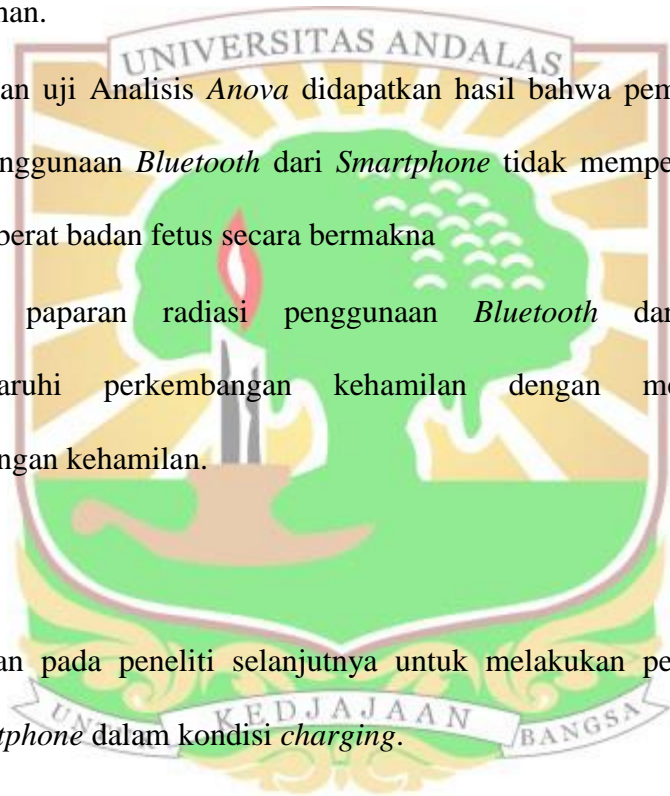 nan.
UNIVERSITAS ANDALAS
an uji Analisis Anova didapatkan hasil bahwa pem
nggunaan Bluetooth dari Smartphone tidak mempe
berat badan fetus secara bermakna
paparan radiasi penggunaan Bluetooth dar
aruhi perkembangan kehamilan dengan me
ngan kehamilan.
an pada peneliti selanjutnya untuk melakukan pe
tphone dalam kondisi charging.
KEDJAJAAN BANGSA